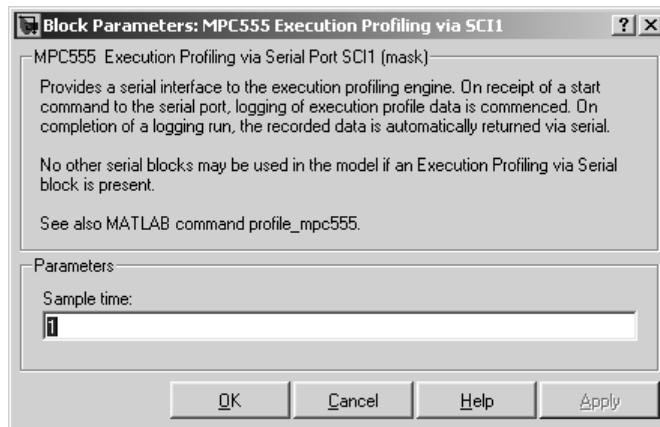 Block Parameters: MPC555 Execution Profiling via SCI1
MPC555 Execution Profiling via Serial Port SCI1 (mask)
Provides a serial interface to the execution profiling engine. On receipt of a start
command to the serial port, logging of execution profile data is commenced. On
completion of a logging run, the recorded data is automatically returned via serial.
No other serial blocks may be used in the model if an Execution Profiling via Serial
block is present.
See also MATLAB command profile_mpc555.
Parameters
Sample time:
1
OK Cancel Help Apply